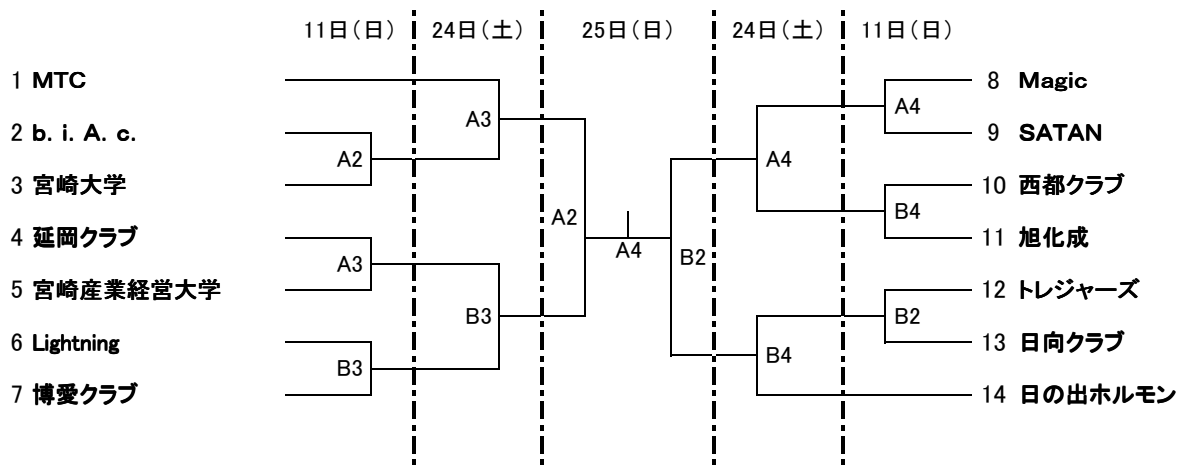 11日(日) 24日(土) 25日(日) 24日(土) 11日(日)
1 MTC
8 Magic
A4
A3
2 b. i. A. c.
9 SATAN
A2
A4
3 宮崎大学
10 西都クラブ
B4
A2
4 延岡クラブ
11 旭化成
A4
B2
A3
5 宮崎産業経営大学
12 トレジャーズ
B3
B2
6 Lightning
13 日向クラブ
B4
B3
7 博愛クラブ
14 日の出ホルモン